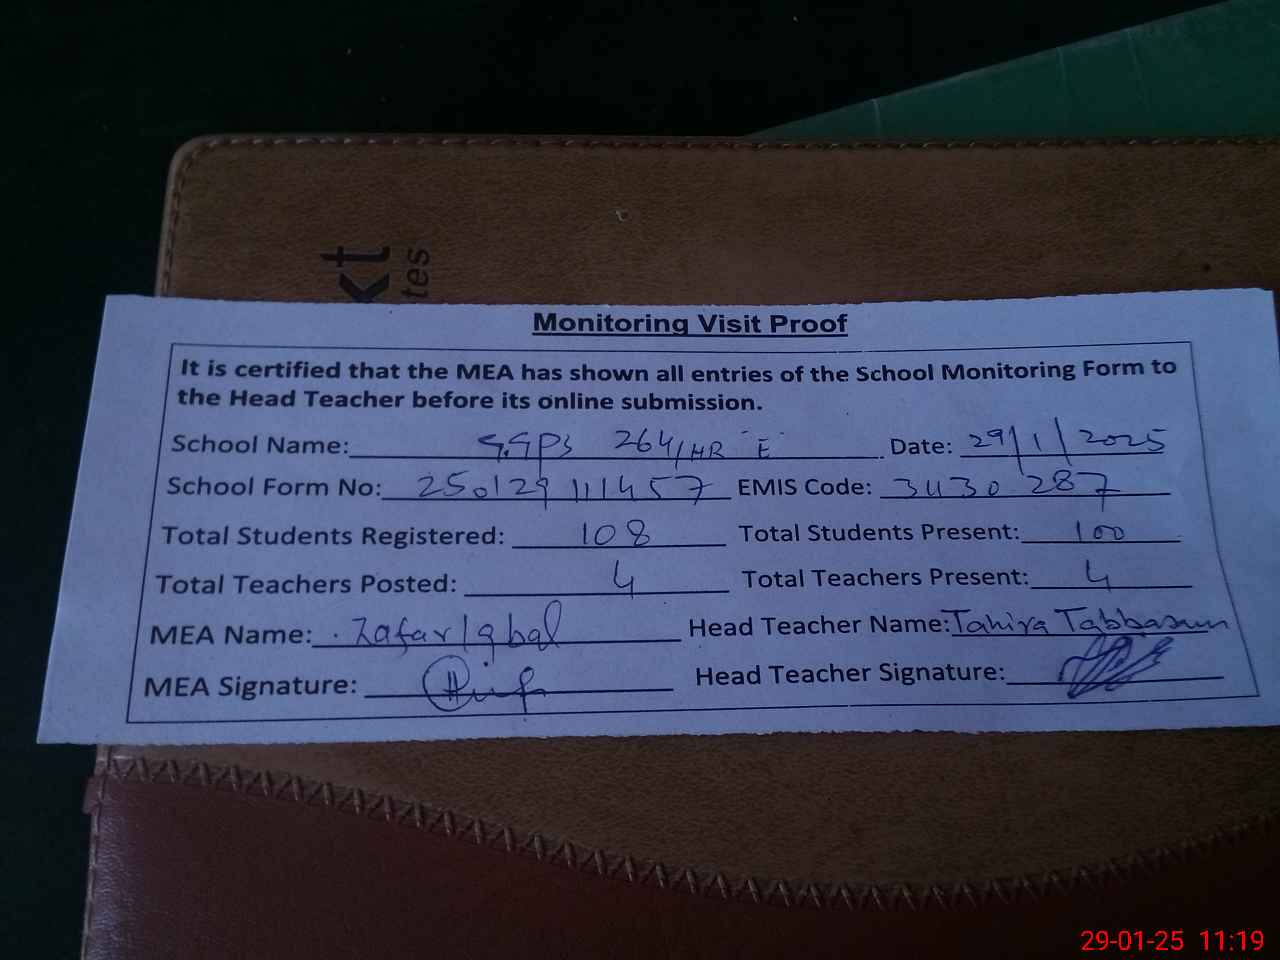 kt
tes
Monitoring Visit Proof
It is certified that the MEA has shown all entries of the School Monitoring Form to
the Head Teacher before its online submission.
School Name: G.GPS 264/HR "E" Date: 29/1/2025
School Form No: 250129111457 EMIS Code: 34130287
Total Students Registered: 108 Total Students Present: 100
Total Teachers Posted: 4 Total Teachers Present: 4
MEA Name: Zafar Iqbal Head Teacher Name: Tahira Tabbasum
MEA Signature: Head Teacher Signature:
29-01-25 11:19